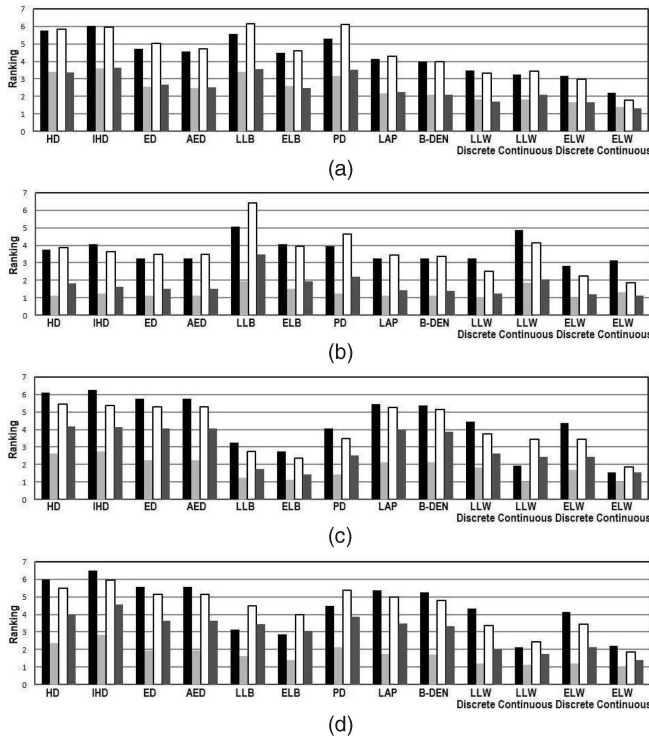 7
6
5
4
3
2
1
0
Ranking
HD IHD ED AED LLB ELB PD LAP B-DEN LLW LLW ELW ELW
Discrete Continuous Discrete Continuous
(a)
7
6
5
4
3
2
1
0
Ranking
HD IHD ED AED LLB ELB PD LAP B-DEN LLW LLW ELW ELW
Discrete Continuous Discrete Continuous
(b)
7
6
5
4
3
2
1
0
Ranking
HD IHD ED AED LLB ELB PD LAP B-DEN LLW LLW ELW ELW
Discrete Continuous Discrete Continuous
(c)
7
6
5
4
3
2
1
0
Ranking
HD IHD ED AED LLB ELB PD LAP B-DEN LLW LLW ELW ELW
Discrete Continuous Discrete Continuous
(d)